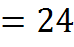 = 24